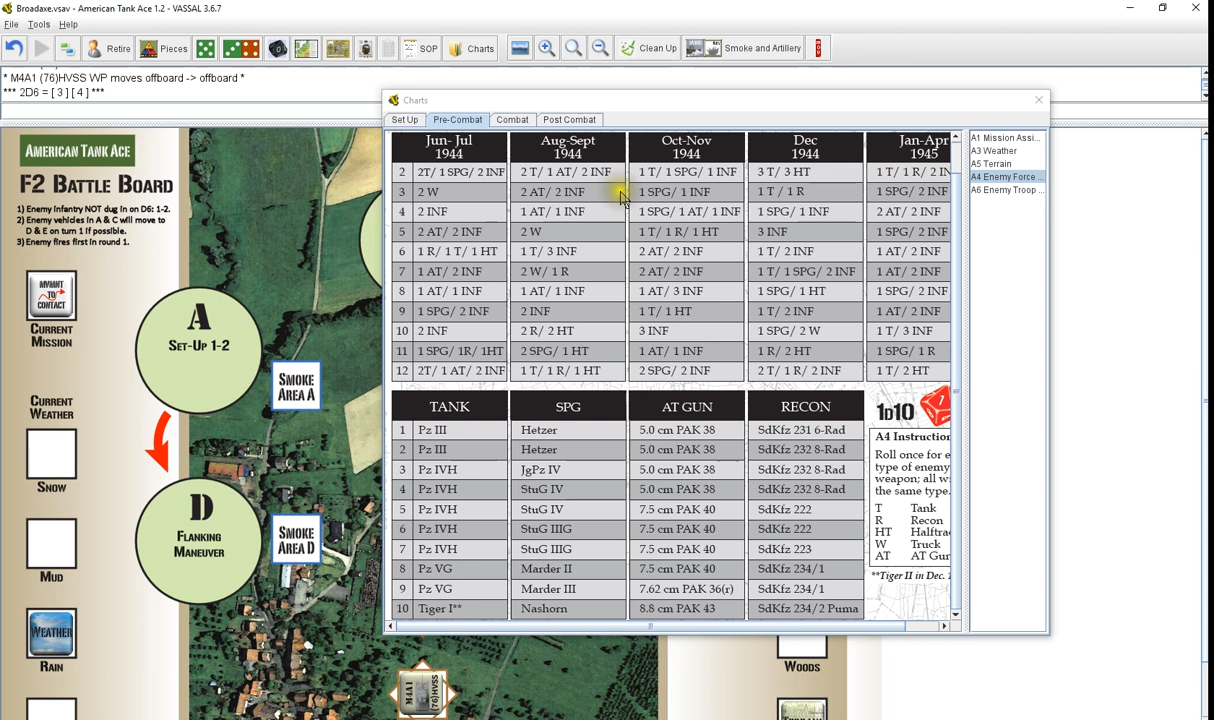 Broadaxe.vsav - American Tank Ace 1.2 - VASSAL 3.6.7
File Tools Help
Retire Pieces SOP Charts Clean Up Smoke and Artillery
* M4A1 (76)HVSS WP moves offboard -> offboard *
*** 2D6 = [ 3 ] [ 4 ] ***
Charts
Set Up Pre-Combat Combat Post Combat
Jun- Jul 1944 Aug-Sept 1944 Oct-Nov 1944 Dec 1944 Jan-Apr 1945
2 2T/ 1 SPG/ 2 INF 2 T/ 1 AT/ 2 INF 1 T/ 1 SPG/ 1 INF 3 T/ 3 HT 1 T/ 1 R/ 2 IN
3 2 W 2 AT/ 2 INF 1 SPG/ 1 INF 1 T/ 1 R 1 SPG/ 2 INF
4 2 INF 1 AT/ 1 INF 1 SPG/ 1 AT/ 1 INF 1 SPG/ 1 INF 2 AT/ 2 INF
5 2 AT/ 2 INF 2 W 1 T/ 1 R/ 1 HT 3 INF 1 SPG/ 2 INF
6 1 R/ 1 T/ 1 HT 1 T/ 3 INF 2 AT/ 2 INF 1 T/ 2 INF 1 AT/ 2 INF
7 1 AT/ 2 INF 2 W/ 1 R 2 AT/ 2 INF 1 T/ 1 SPG/ 2 INF 1 AT/ 2 INF
8 1 AT/ 1 INF 1 AT/ 1 INF 1 AT/ 3 INF 1 SPG/ 1 HT 1 SPG/ 2 INF
9 1 SPG/ 2 INF 2 INF 1 T/ 1 HT 1 T/ 2 INF 1 AT/ 2 INF
10 2 INF 2 R/ 2 HT 3 INF 1 SPG/ 2 W 1 T/ 3 INF
11 1 SPG/ 1R/ 1HT 2 SPG/ 1 HT 1 AT/ 1 INF 1 R/ 2 HT 1 SPG/ 1 R
12 2T/ 1 AT/ 2 INF 1 T/ 1 R/ 1 HT 2 SPG/ 2 INF 2 T/ 1 R/ 2 INF 1 T/ 2 HT
TANK SPG AT GUN RECON
1 Pz III Hetzer 5.0 cm PAK 38 SdKfz 231 6-Rad
2 Pz III Hetzer 5.0 cm PAK 38 SdKfz 232 8-Rad
3 Pz IVH JgPz IV 5.0 cm PAK 38 SdKfz 232 8-Rad
4 Pz IVH StuG IV 5.0 cm PAK 38 SdKfz 232 8-Rad
5 Pz IVH StuG IV 7.5 cm PAK 40 SdKfz 222
6 Pz IVH StuG IIIG 7.5 cm PAK 40 SdKfz 222
7 Pz IVH StuG IIIG 7.5 cm PAK 40 SdKfz 223
8 Pz VG Marder II 7.5 cm PAK 40 SdKfz 234/1
9 Pz VG Marder III 7.62 cm PAK 36(r) SdKfz 234/1
10 Tiger I** Nashorn 8.8 cm PAK 43 SdKfz 234/2 Puma
1D10 1
A4 Instruction
Roll once for e
type of enemy
weapon; all w
the same type.
T Tank
R Recon
HT Halftra
W Truck
AT AT Gu
**Tiger II in Dec. 1
A1 Mission Assi...
A3 Weather
A5 Terrain
A4 Enemy Force ...
A6 Enemy Troop ...
AMERICAN TANK ACE
F2 BATTLE BOARD
1) Enemy infantry NOT dug in on D6: 1-2.
2) Enemy vehicles in A & C will move to
D & E on turn 1 if possible.
3) Enemy fires first in round 1.
MVMNT
TO
CONTACT
CURRENT
MISSION
A
SET-UP 1-2
SMOKE
AREA A
CURRENT
WEATHER
SNOW
D
FLANKING
MANEUVER
SMOKE
AREA D
MUD
WEATHER
RAIN
M4A1
(76)HVSS
WOODS